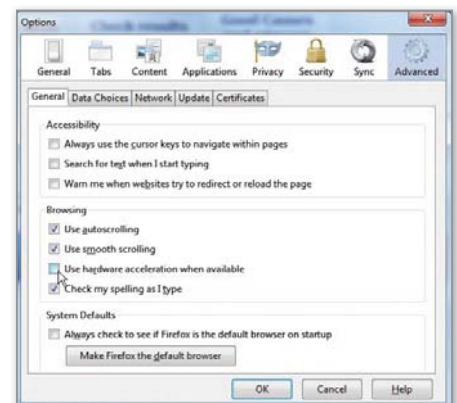 Options
Check results Good Careers
General Tabs Content Applications Privacy Security Sync Advanced
General Data Choices Network Update Certificates
Accessibility
Always use the cursor keys to navigate within pages
Search for text when I start typing
Warn me when websites try to redirect or reload the page
Browsing
Use autoscrolling
Use smooth scrolling
Use hardware acceleration when available
Check my spelling as I type
System Defaults
Always check to see if Firefox is the default browser on startup
Make Firefox the default browser
OK Cancel Help